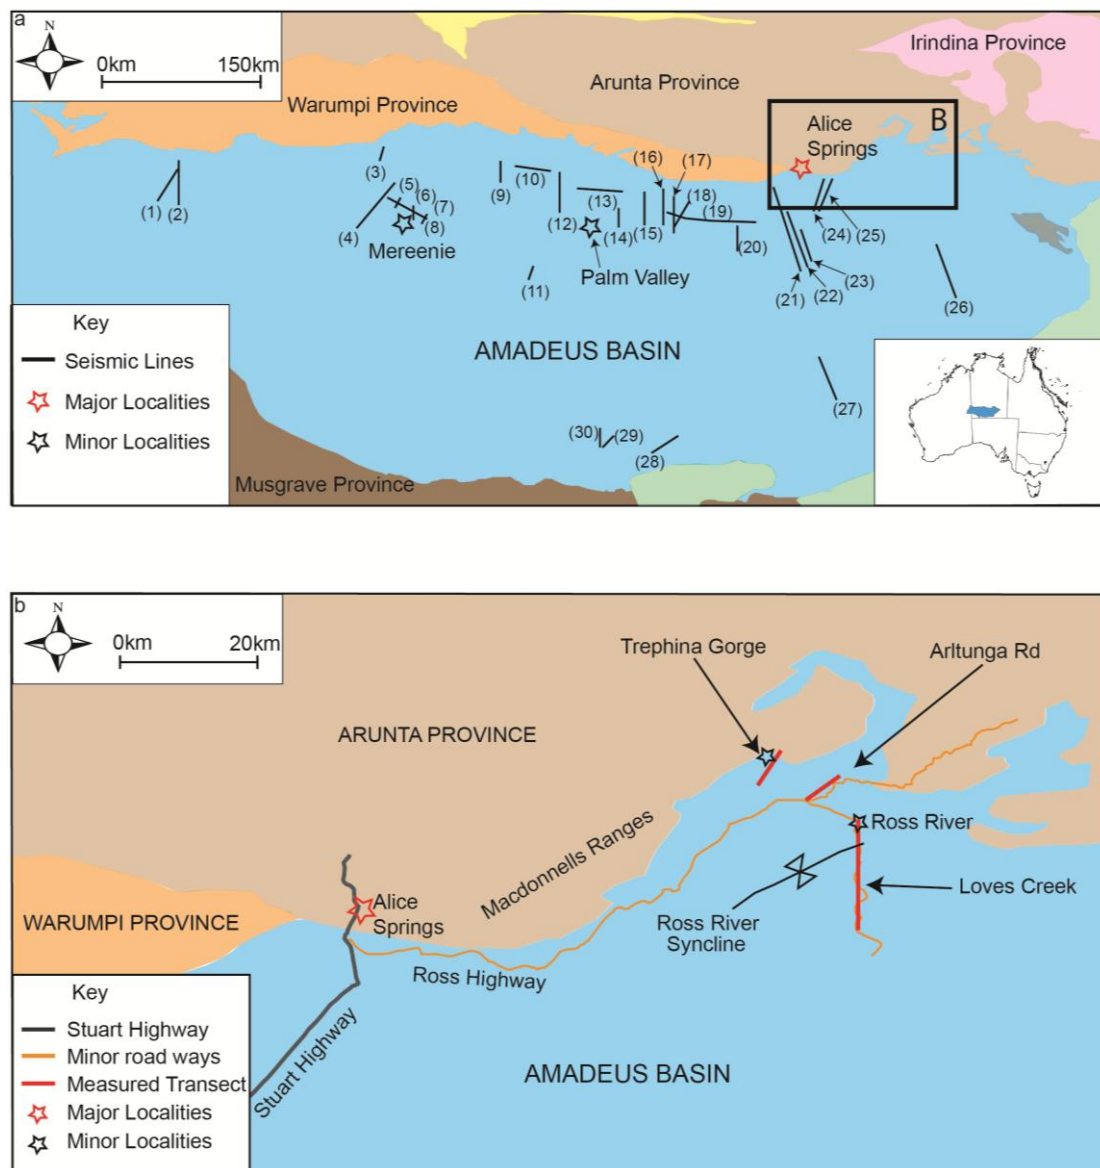 a
N
0km 150km
Irindina Province
Arunta Province
Warumpi Province
B
Alice
Springs
(16) (17)
(3) (9) (10)
(5) (6) (7) (13) (18)
(1) (2) (12) (14) (15) (19)
(4) (8) (20) (24) (25)
Mereenie
(11) Palm Valley (21) (22) (23)
(26)
Key
AMADEUS BASIN
Seismic Lines
Major Localities
(27)
Minor Localities
(30) (29)
(28)
Musgrave Province
b
N
0km 20km
Trephina Gorge
Arltunga Rd
ARUNTA PROVINCE
Macdonnells Ranges
Ross River
Alice
Springs
Loves Creek
WARUMPI PROVINCE
Ross River
Syncline
Ross Highway
Key
Stuart Highway
Stuart Highway
Minor road ways
Measured Transect
AMADEUS BASIN
Major Localities
Minor Localities